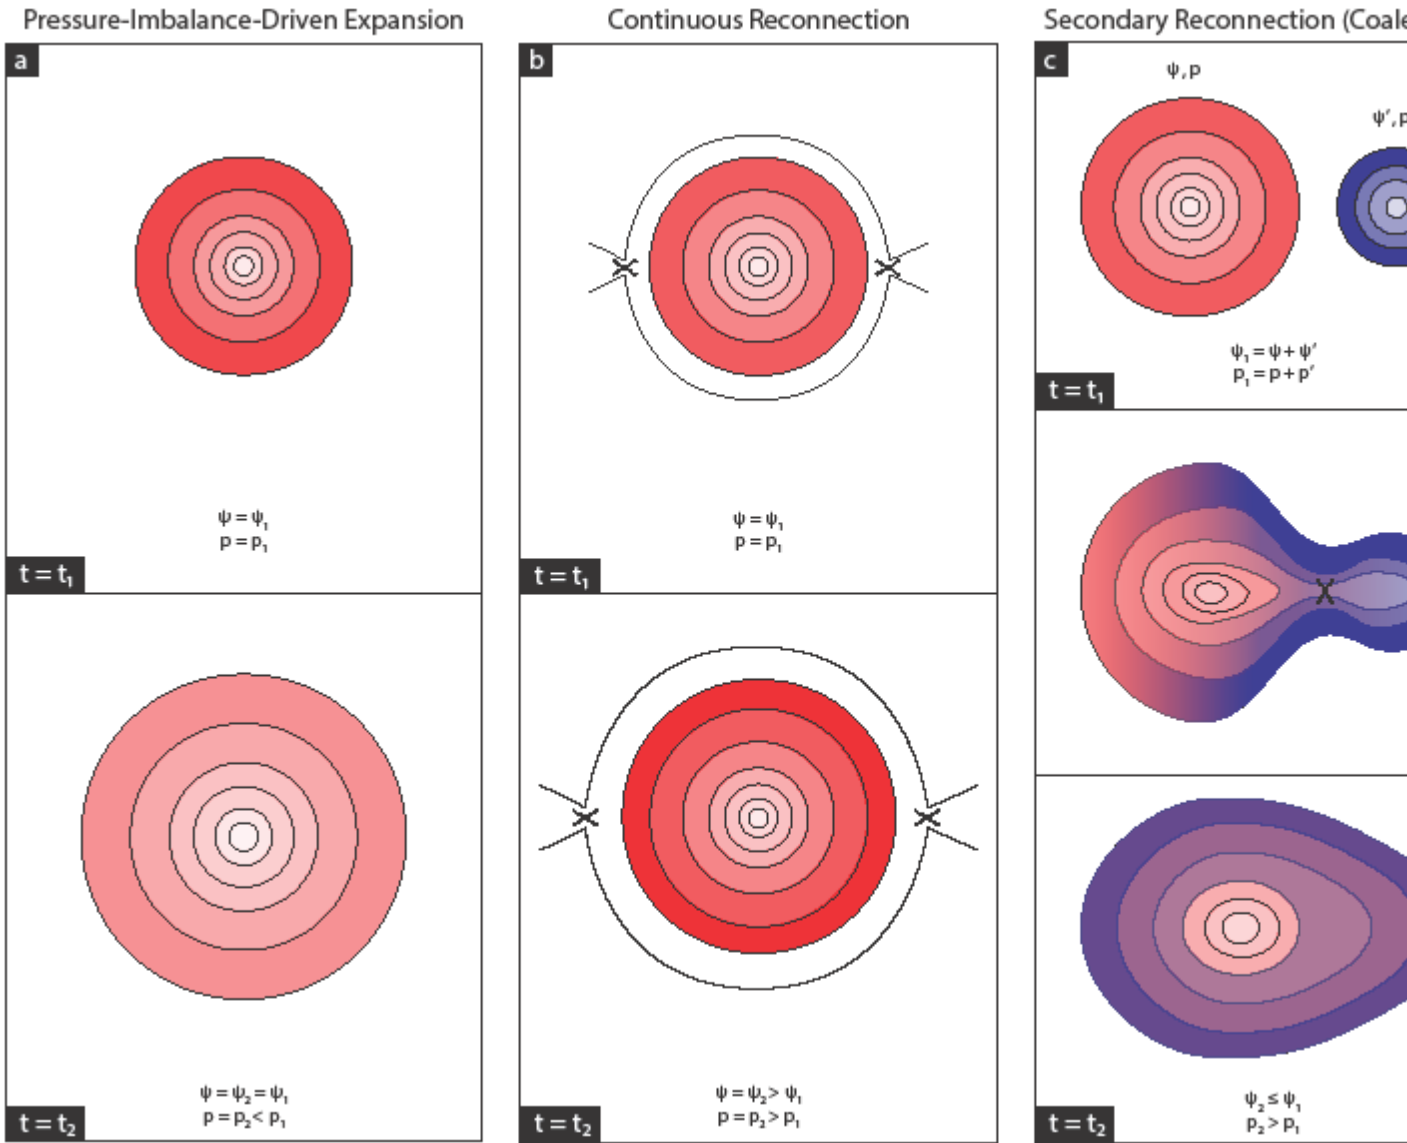 Pressure-Imbalance-Driven Expansion
a
ψ = ψ₁
p = p₁
t = t₁
ψ = ψ₂ = ψ₁
p = p₂ < p₁
t = t₂
Continuous Reconnection
b
ψ = ψ₁
p = p₁
t = t₁
ψ = ψ₂ > ψ₁
p = p₂ > p₁
t = t₂
Secondary Reconnection (Coale
c
ψ, p
ψ′, p
ψ₁ = ψ + ψ′
p₁ = p + p′
t = t₁
ψ₂ ≤ ψ₁
p₂ > p₁
t = t₂